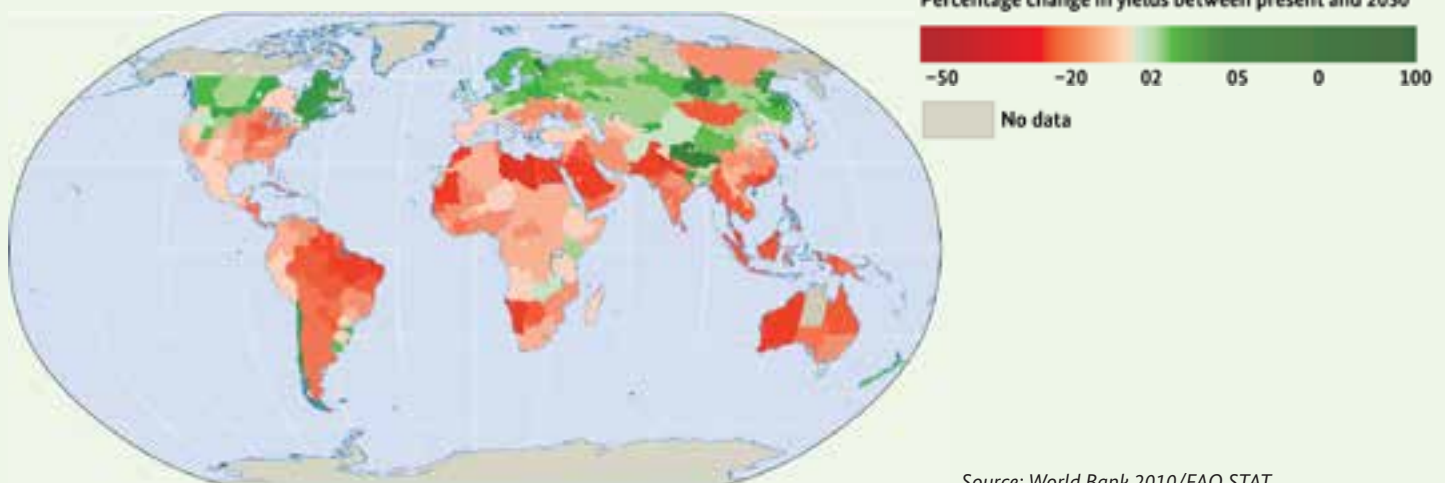 Percentage change in yields between present and 2050
−50 −20 02 05 0 100
No data
Source: World Bank 2010/FAO STAT